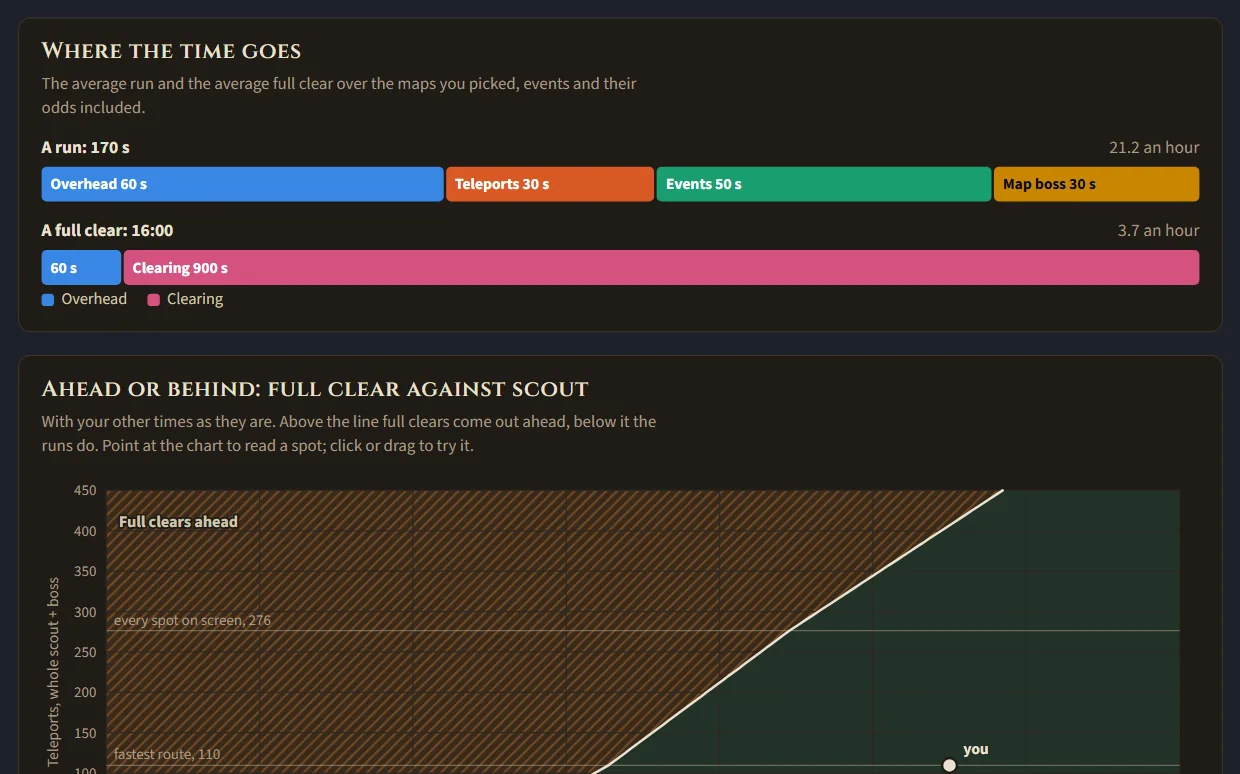 Where the time goes
The average run and the average full clear over the maps you picked, events and their
odds included.
A run: 170 s
21.2 an hour
Overhead 60 s
Teleports 30 s
Events 50 s
Map boss 30 s
A full clear: 16:00
3.7 an hour
60 s
Clearing 900 s
Overhead
Clearing
Ahead or behind: full clear against scout
With your other times as they are. Above the line full clears come out ahead, below it the
runs do. Point at the chart to read a spot; click or drag to try it.
450
Full clears ahead
400
350
300
every spot on screen, 276
250
200
150
fastest route, 110
you
100
Teleports, whole scout + boss